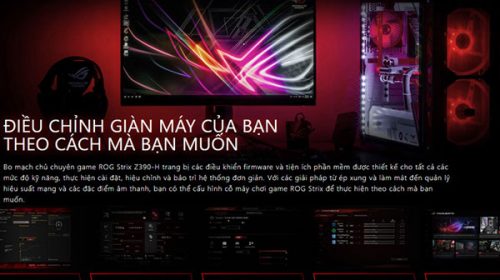 ĐIỀU CHỈNH GIÀN MÁY CỦA BẠN
THEO CÁCH MÀ BẠN MUỐN
Bo mạch chủ chuyên game ROG Strix Z390-H trang bị các điều khiển firmware và tiện ích phần mềm được thiết kế cho tất cả các
mức độ kỹ năng, thực hiện cài đặt, hiệu chỉnh và bảo trì hệ thống đơn giản. Với các giải pháp từ ép xung và làm mát đến quản lý
hiệu suất mạng và các đặc điểm âm thanh, bạn có thể cấu hình cỗ máy chơi game ROG Strix để thực hiện theo cách mà bạn
muốn.